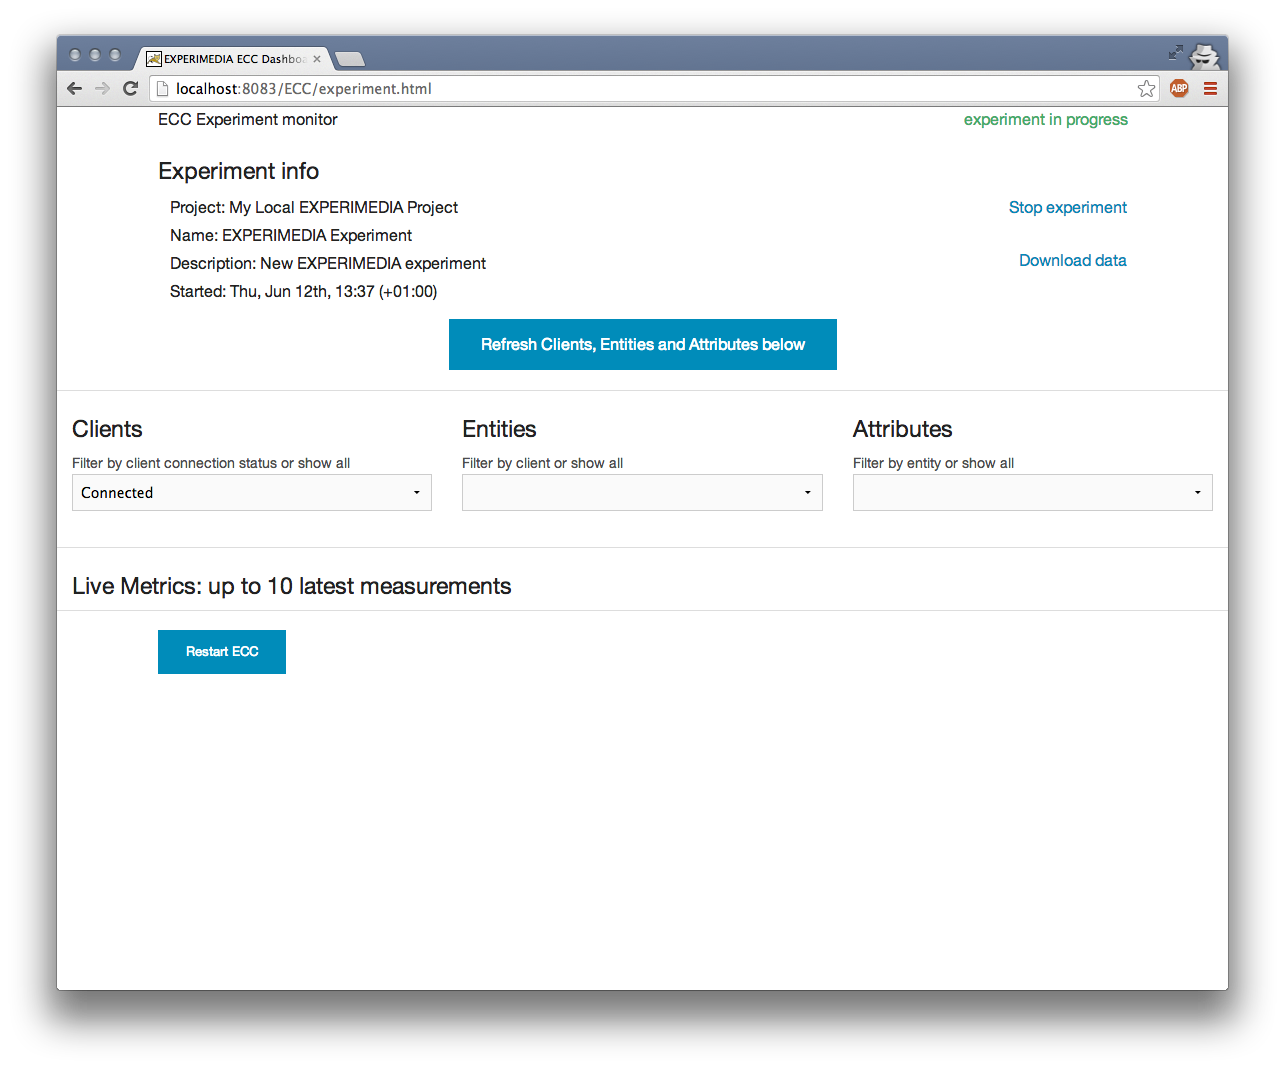 EXPERIMEDIA ECC Dashboa
localhost:8083/ECC/experiment.html
ABP
ECC Experiment monitor
experiment in progress
Experiment info
Project: My Local EXPERIMEDIA Project
Stop experiment
Name: EXPERIMEDIA Experiment
Description: New EXPERIMEDIA experiment
Download data
Started: Thu, Jun 12th, 13:37 (+01:00)
Refresh Clients, Entities and Attributes below
Clients
Filter by client connection status or show all
Connected
Entities
Filter by client or show all
Attributes
Filter by entity or show all
Live Metrics: up to 10 latest measurements
Restart ECC